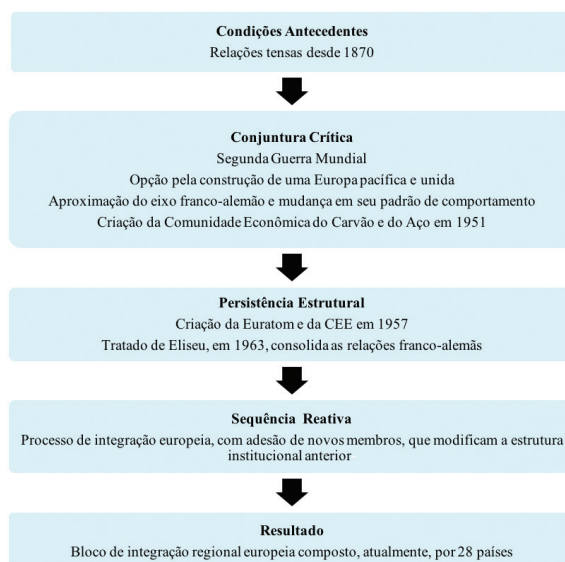 Condições Antecedentes
Relações tensas desde 1870
Conjuntura Crítica
Segunda Guerra Mundial
Opção pela construção de uma Europa pacífica e unida
Aproximação do eixo franco-alemão e mudança em seu padrão de comportamento
Criação da Comunidade Econômica do Carvão e do Aço em 1951
Persistência Estrutural
Criação da Euratom e da CEE em 1957
Tratado de Eliseu, em 1963, consolida as relações franco-alemãs
Sequência Reativa
Processo de integração europeia, com adesão de novos membros, que modificam a estrutura
institucional anterior
Resultado
Bloco de integração regional europeia composto, atualmente, por 28 países